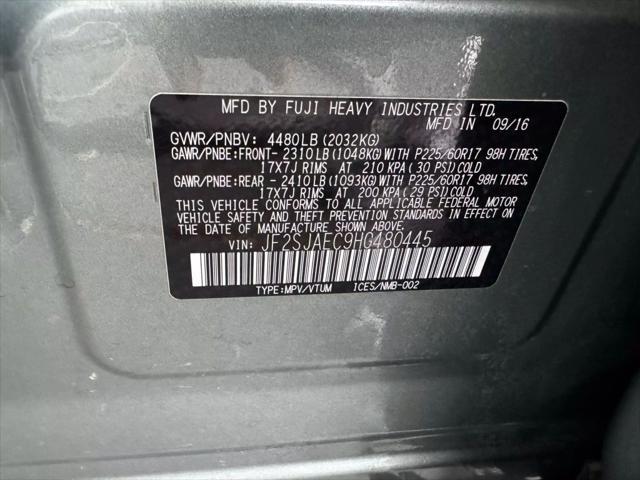 MFD BY FUJI HEAVY INDUSTRIES LTD.
MFD IN 09/16
GVWR/PNBV: 4480LB(2032KG)
GAWR/PNBE:FRONT- 2310LB(1048KG)WITH P225/60R17 98H TIRES,
17X7J RIMS AT 210 KPA(30 PSI)COLD
GAWR/PNBE:REAR - 2410LB(1093KG)WITH P225/60R17 98H TIRES,
17X7J RIMS AT 200 KPA(29 PSI)COLD
THIS VEHICLE CONFORMS TO ALL APPLICABLE FEDERAL MOTOR
VEHICLE SAFETY AND THEFT PREVENTION STANDARDS IN EFFECT ON
THE DATE OF MANUFACTURE SHOWN ABOVE.
VIN: JF2SJAEC9HG480445
TYPE:MPV/VTUM ICES/NMB-002